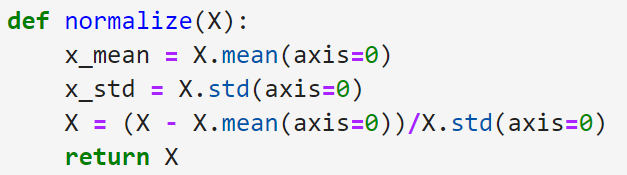 def normalize(X):
    x_mean = X.mean(axis=0)
    x_std = X.std(axis=0)
    X = (X - X.mean(axis=0))/X.std(axis=0)
    return X